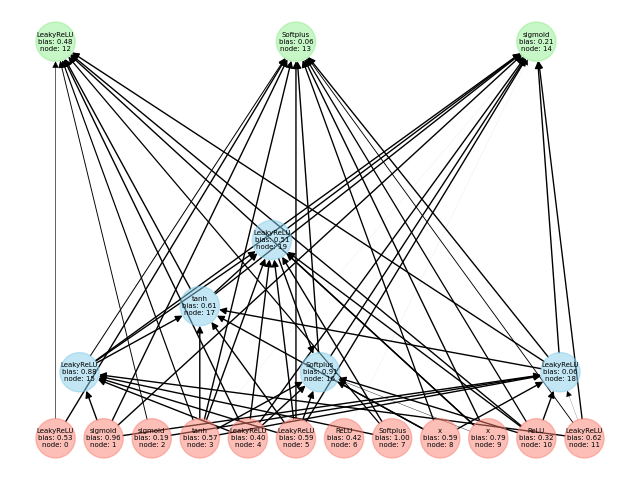 LeakyReLU
bias: 0.48
node: 12
Softplus
bias: 0.06
node: 13
sigmoid
bias: 0.21
node: 14
LeakyReLU
bias: 0.51
node: 19
tanh
bias: 0.61
node: 17
LeakyReLU
bias: 0.88
node: 15
Softplus
bias: 0.91
node: 16
LeakyReLU
bias: 0.06
node: 18
LeakyReLU
bias: 0.53
node: 0
sigmoid
bias: 0.96
node: 1
sigmoid
bias: 0.19
node: 2
tanh
bias: 0.57
node: 3
LeakyReLU
bias: 0.40
node: 4
LeakyReLU
bias: 0.59
node: 5
ReLU
bias: 0.42
node: 6
Softplus
bias: 1.00
node: 7
x
bias: 0.59
node: 8
x
bias: 0.79
node: 9
ReLU
bias: 0.32
node: 10
LeakyReLU
bias: 0.62
node: 11